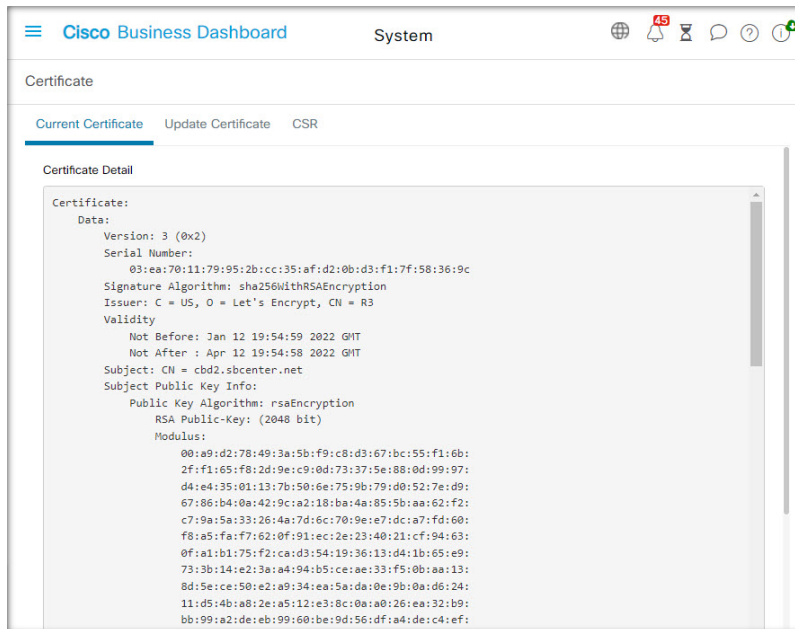 Cisco Business Dashboard
System
45
Certificate
Current Certificate
Update Certificate
CSR
Certificate Detail
Certificate:
Data:
Version: 3 (0x2)
Serial Number:
03:ea:70:11:79:95:2b:cc:35:af:d2:0b:d3:f1:7f:58:36:9c
Signature Algorithm: sha256WithRSAEncryption
Issuer: C = US, O = Let's Encrypt, CN = R3
Validity
Not Before: Jan 12 19:54:59 2022 GMT
Not After : Apr 12 19:54:58 2022 GMT
Subject: CN = cbd2.sbcenter.net
Subject Public Key Info:
Public Key Algorithm: rsaEncryption
RSA Public-Key: (2048 bit)
Modulus:
00:a9:d2:78:49:3a:5b:f9:c8:d3:67:bc:55:f1:6b:
2f:f1:65:f8:2d:9e:c9:0d:73:37:5e:88:0d:99:97:
d4:e4:35:01:13:7b:50:6e:75:9b:79:d0:52:7e:d9:
67:86:b4:0a:42:9c:a2:18:ba:4a:85:5b:aa:62:f2:
c7:9a:5a:33:26:4a:7d:6c:70:9e:e7:dc:a7:fd:60:
f8:a5:fa:f7:62:0f:91:ec:2e:23:40:21:cf:94:63:
0f:a1:b1:75:f2:ca:d3:54:19:36:13:d4:1b:65:e9:
73:3b:14:e2:3a:a4:94:b5:ce:ae:33:f5:0b:aa:13:
8d:5e:ce:50:e2:a9:34:ea:5a:da:0e:9b:0a:d6:24:
11:d5:4b:a8:2e:a5:12:e3:8c:0a:a0:26:ea:32:b9:
bb:99:a2:de:eb:99:60:be:9d:56:df:a4:de:c4:ef: